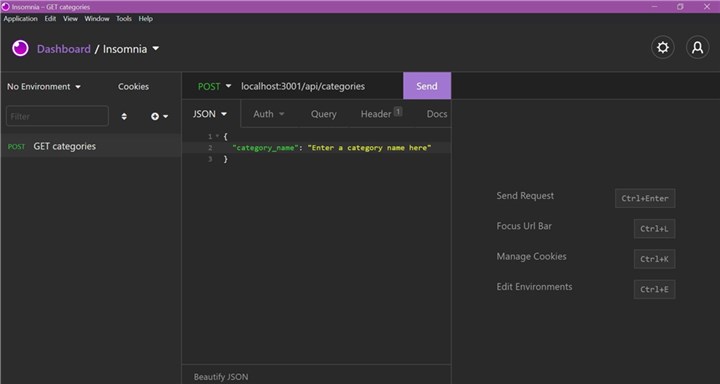 Insomnia - GET categories
Application Edit View Window Tools Help
Dashboard / Insomnia
No Environment Cookies
POST localhost:3001/api/categories Send
Filter
JSON Auth Query Header 1 Docs
POST GET categories
1 {
2 "category_name": "Enter a category name here"
3 }
Send Request Ctrl+Enter
Focus Url Bar Ctrl+L
Manage Cookies Ctrl+K
Edit Environments Ctrl+E
Beautify JSON